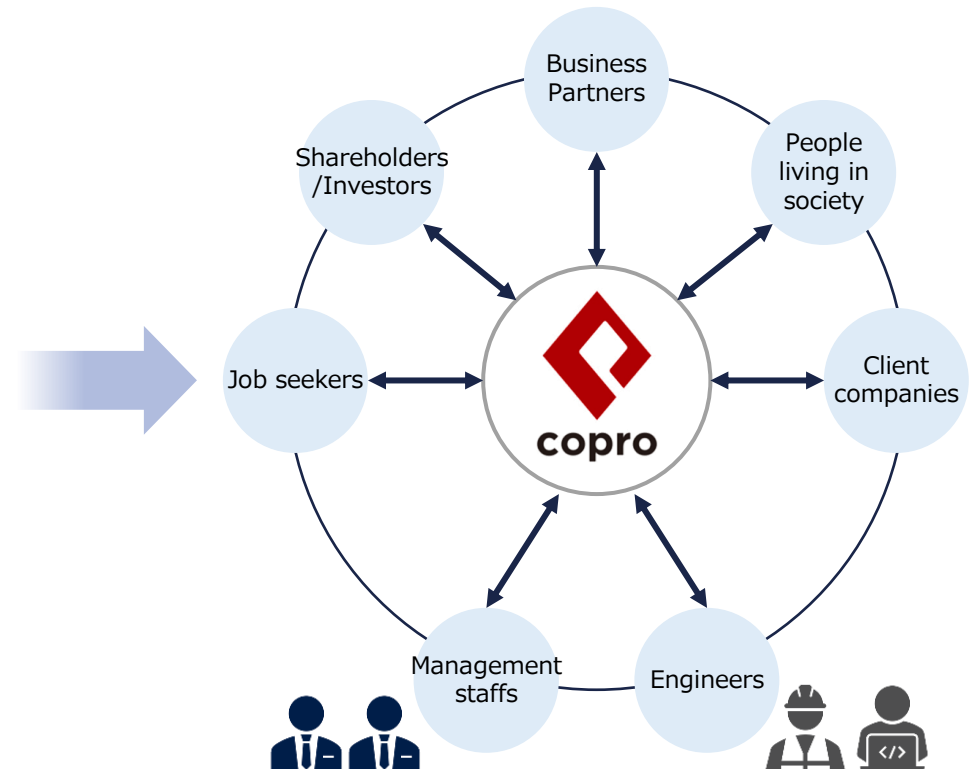 Business
Partners
People
living in
society
Shareholders
/Investors
Job seekers
copro
Client
companies
Management
staffs
Engineers
</>